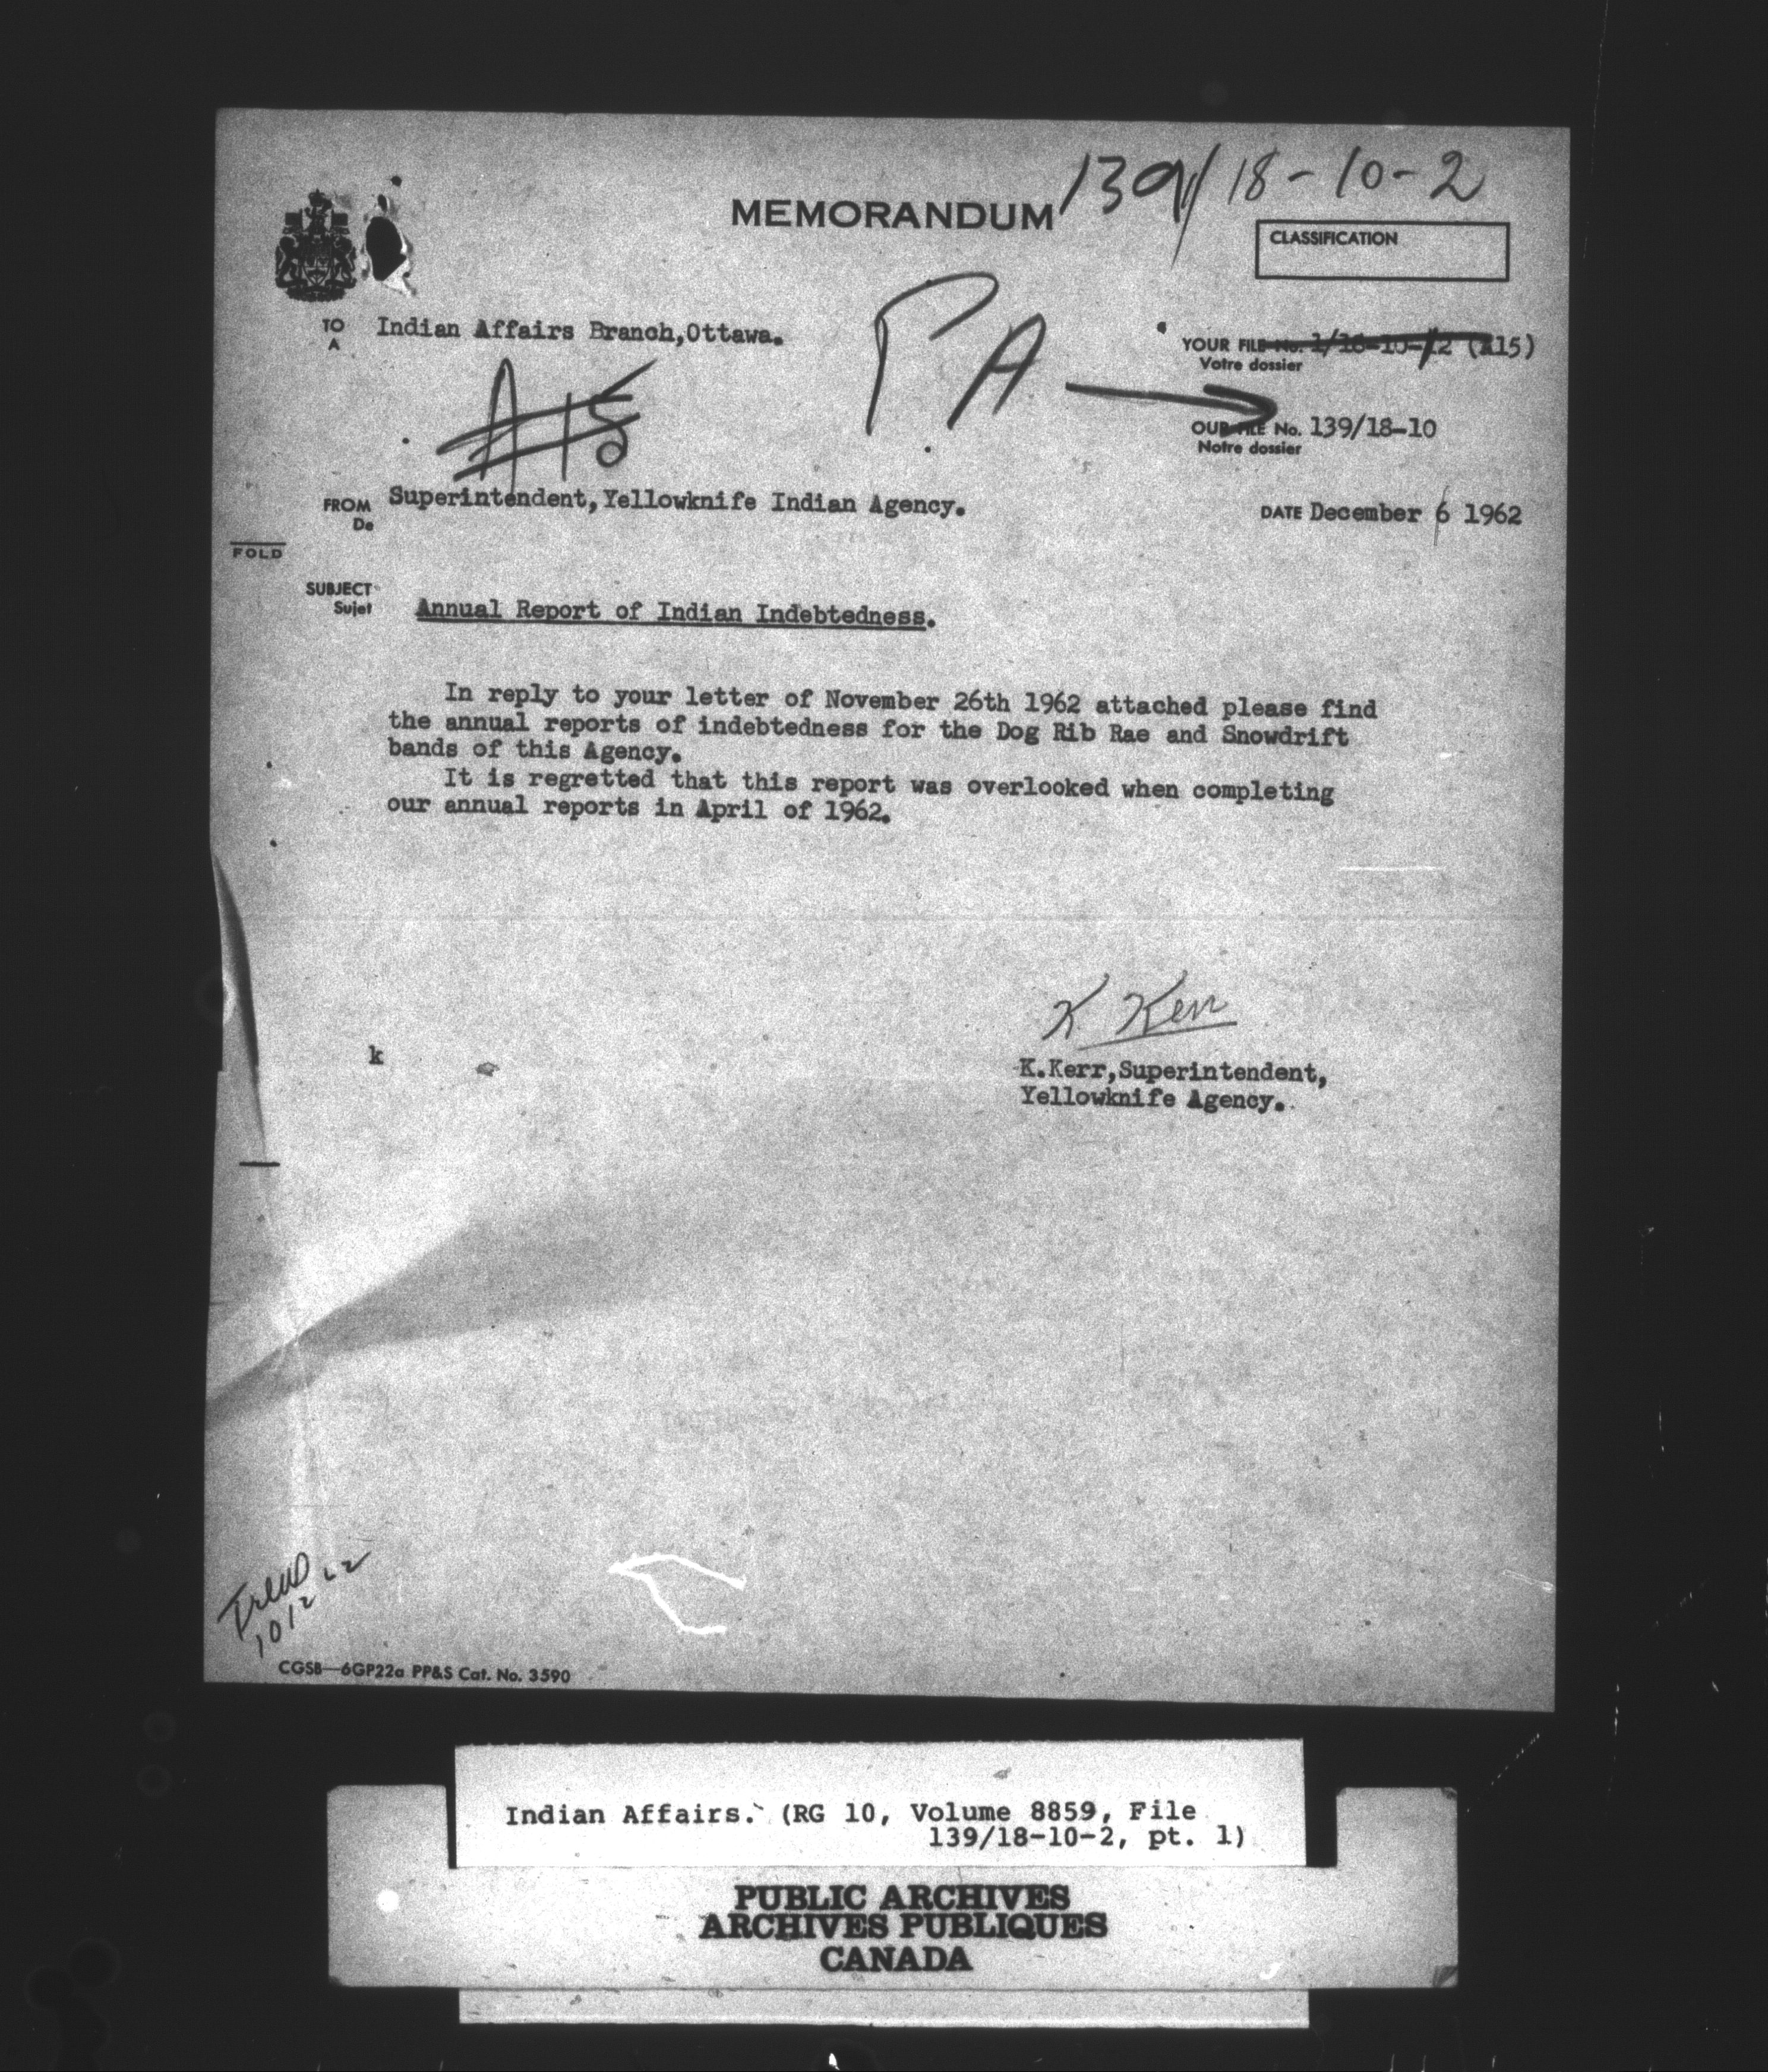 139/18-10-2
MEMORANDUM
CLASSIFICATION
TO
A
Indian Affairs Branch,Ottawa.
PA
YOUR FILE No. 1/18-10-12 (A15)
Votre dossier
A18
OUR FILE No. 139/18-10
Notre dossier
FROM
De
Superintendent,Yellowknife Indian Agency.
DATE December 6 1962
FOLD
SUBJECT
Sujet
Annual Report of Indian Indebtedness.
In reply to your letter of November 26th 1962 attached please find
the annual reports of indebtedness for the Dog Rib Rae and Snowdrift
bands of this Agency.
It is regretted that this report was overlooked when completing
our annual reports in April of 1962.
K Kerr
k
K.Kerr,Superintendent,
Yellowknife Agency.
CGSB—6GP22a PP&S Cat. No. 3590
Indian Affairs. (RG 10, Volume 8859, File
139/18-10-2, pt. 1)
PUBLIC ARCHIVES
ARCHIVES PUBLIQUES
CANADA